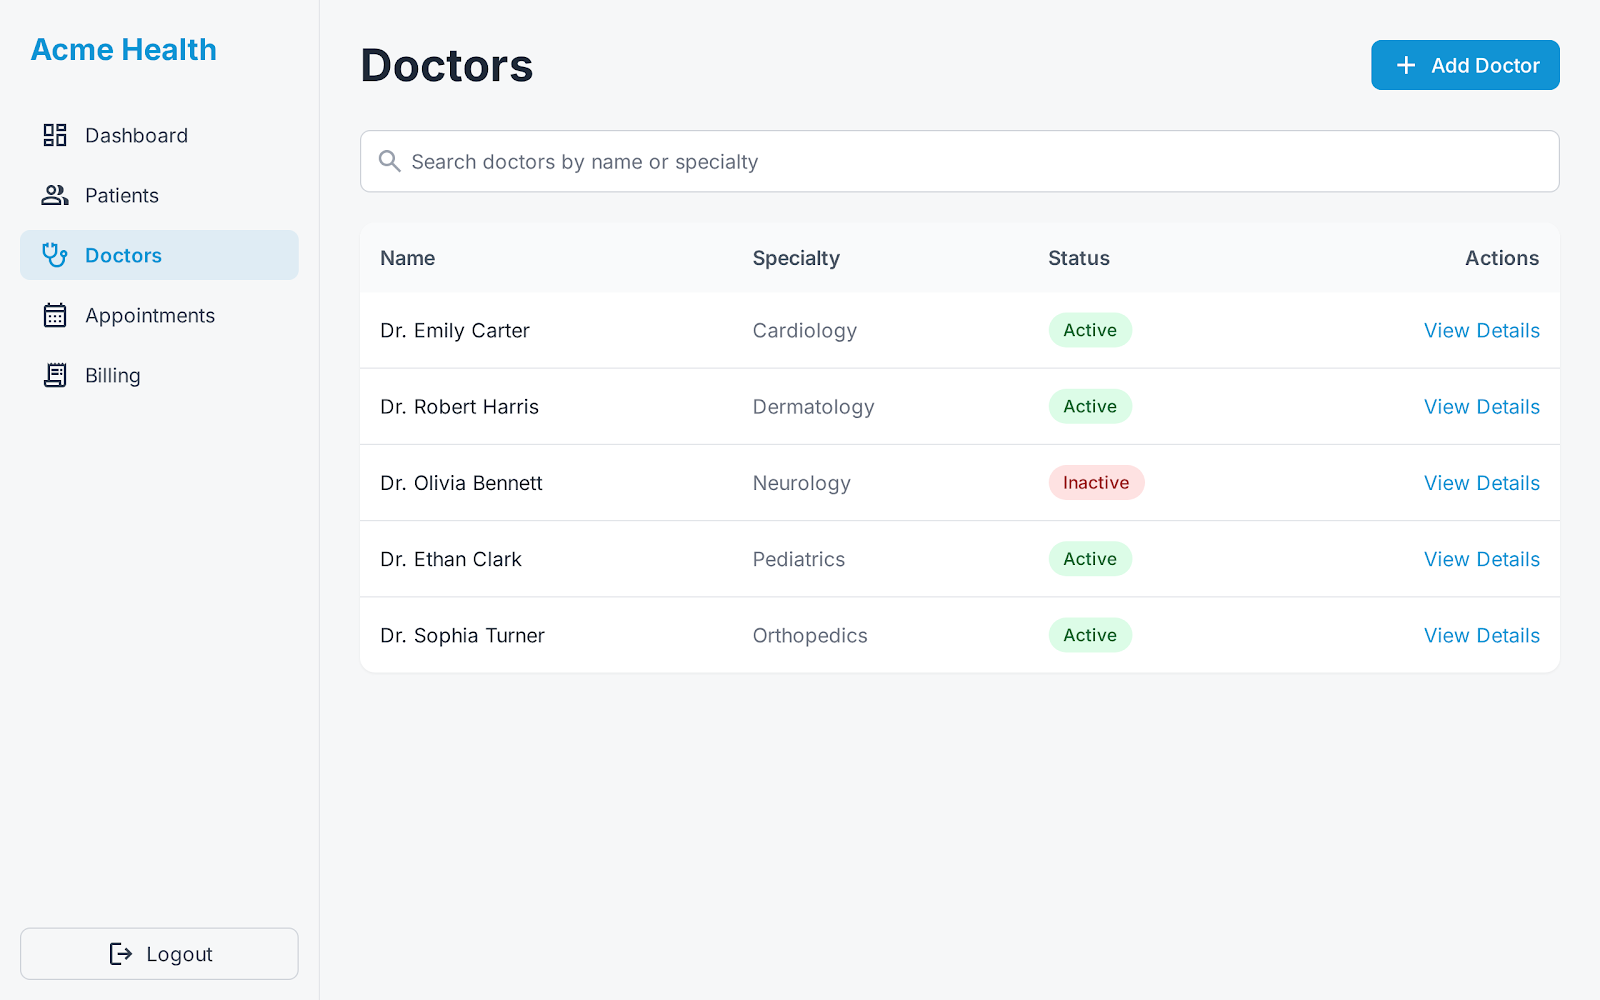 Acme Health
Dashboard
Patients
Doctors
Appointments
Billing
Logout
Doctors
Add Doctor
Search doctors by name or specialty
Name Specialty Status Actions
Dr. Emily Carter Cardiology Active View Details
Dr. Robert Harris Dermatology Active View Details
Dr. Olivia Bennett Neurology Inactive View Details
Dr. Ethan Clark Pediatrics Active View Details
Dr. Sophia Turner Orthopedics Active View Details